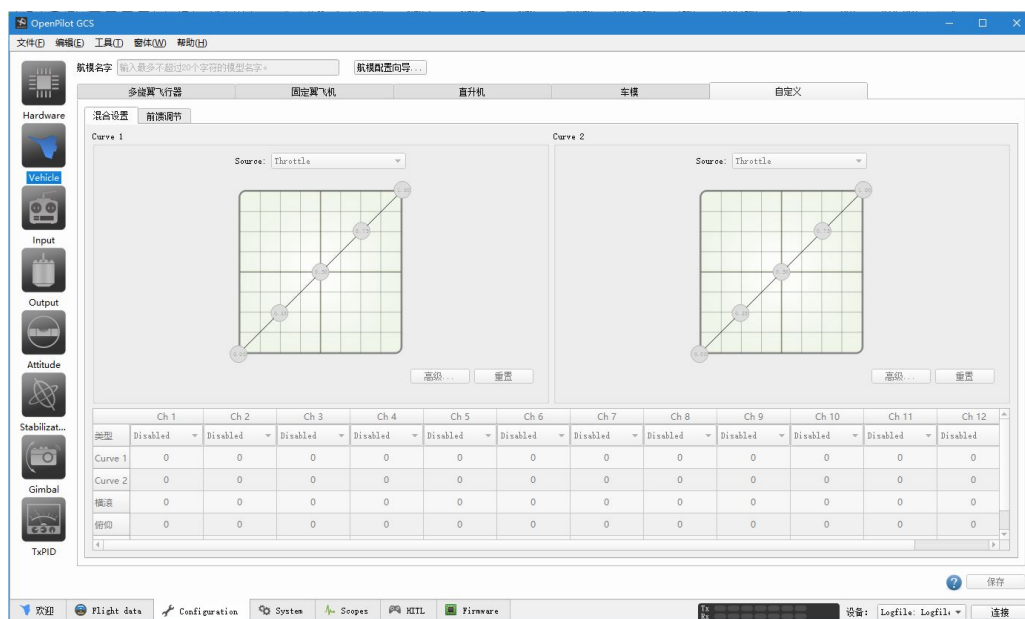 OpenPilot GCS
文件(F) 编辑(E) 工具(T) 窗体(W) 帮助(H)
航模名字 输入最多不超过20个字符的模型名字。 航模配置向导...
多旋翼飞行器 固定翼飞机 直升机 车模 自定义
Hardware
混合设置 前馈调节
Curve 1 Curve 2
Source: Throttle Source: Throttle
Vehicle
Input
Output
Attitude
高级... 重置 高级... 重置
Stabilizat...
Ch 1 Ch 2 Ch 3 Ch 4 Ch 5 Ch 6 Ch 7 Ch 8 Ch 9 Ch 10 Ch 11 Ch 12
类型 Disabled Disabled Disabled Disabled Disabled Disabled Disabled Disabled Disabled Disabled Disabled Disabled
Curve 1 0 0 0 0 0 0 0 0 0 0 0 0
Curve 2 0 0 0 0 0 0 0 0 0 0 0 0
横滚 0 0 0 0 0 0 0 0 0 0 0 0
俯仰 0 0 0 0 0 0 0 0 0 0 0 0
Gimbal
TxPID
保存
欢迎 Flight data Configuration System Scopes HITL Firmware Tx Rx 设备: Logfile: Logfil 连接